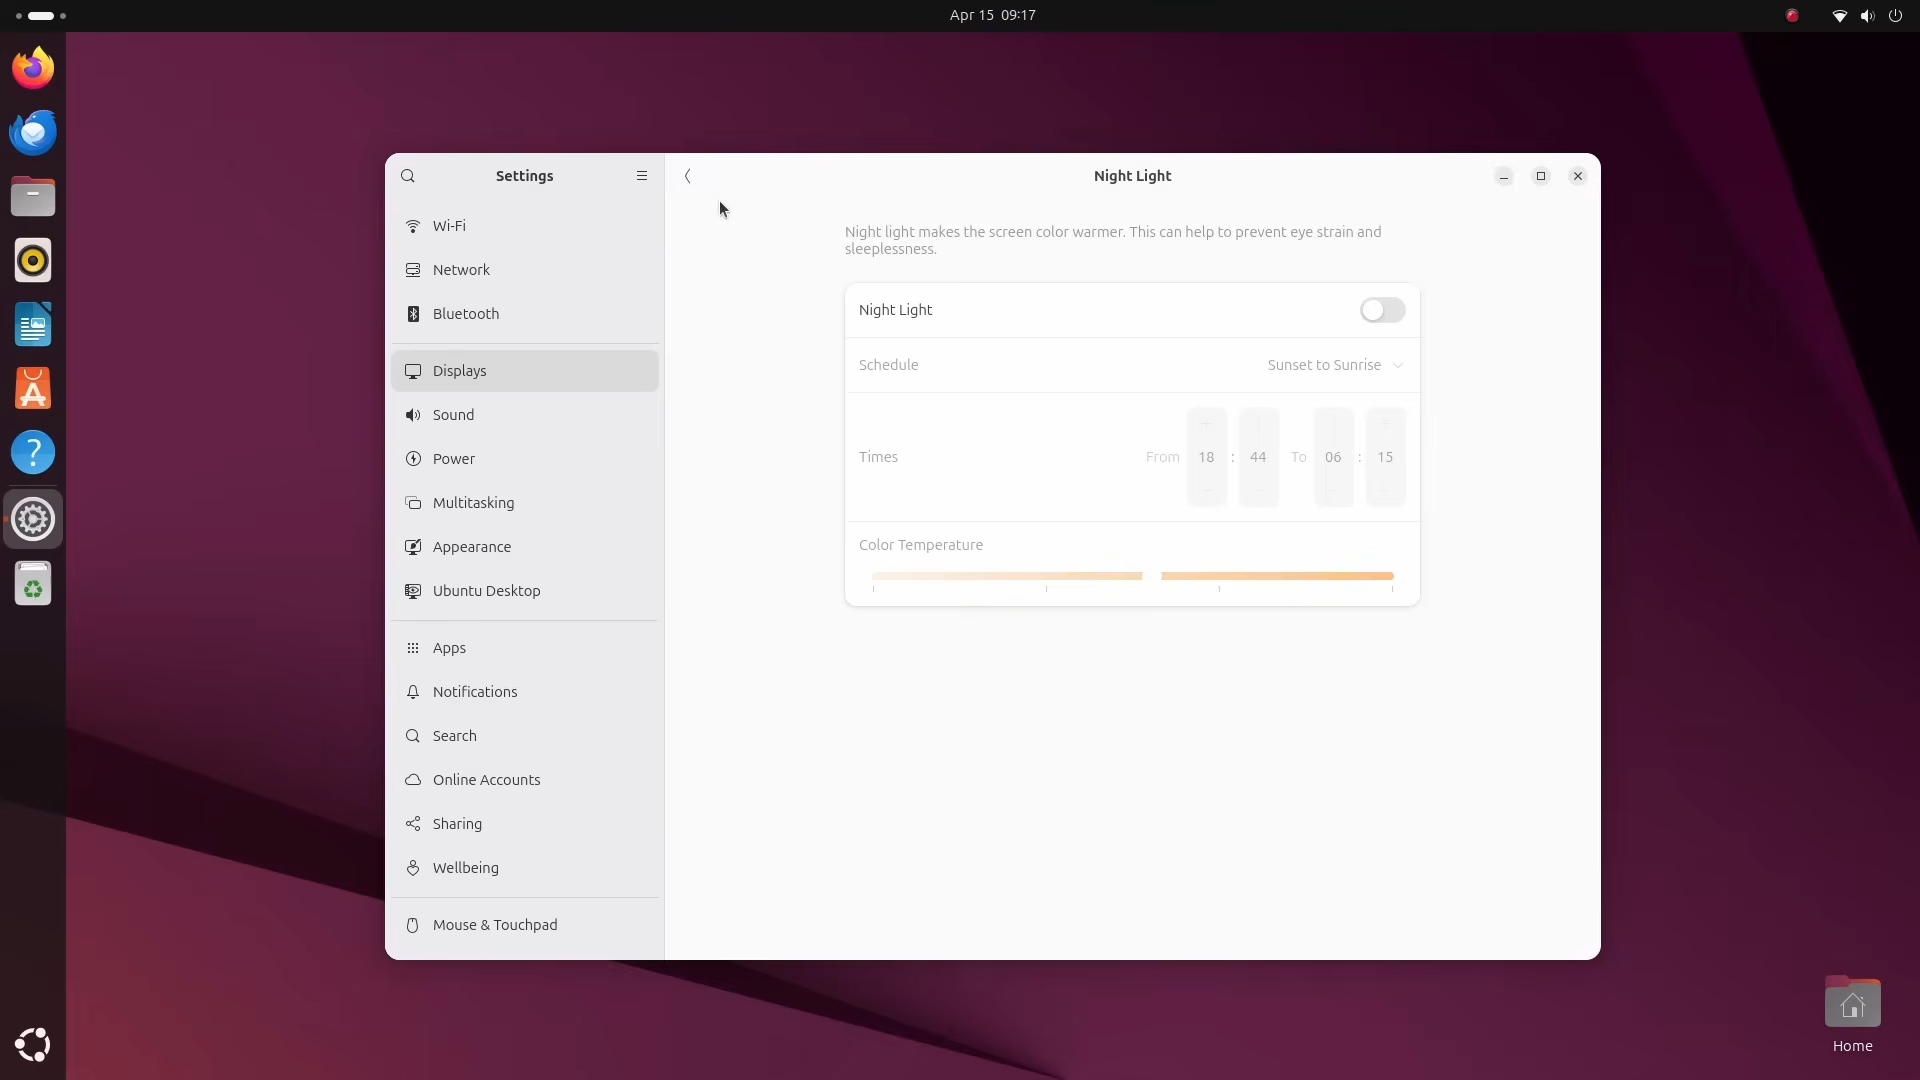 Apr 15 09:17
Settings
Night Light
Wi-Fi
Network
Bluetooth
Displays
Sound
Power
Multitasking
Appearance
Ubuntu Desktop
Apps
Notifications
Search
Online Accounts
Sharing
Wellbeing
Mouse & Touchpad
Night light makes the screen color warmer. This can help to prevent eye strain and
sleeplessness.
Night Light
Schedule Sunset to Sunrise
Times From 18 : 44 To 06 : 15
Color Temperature
Home